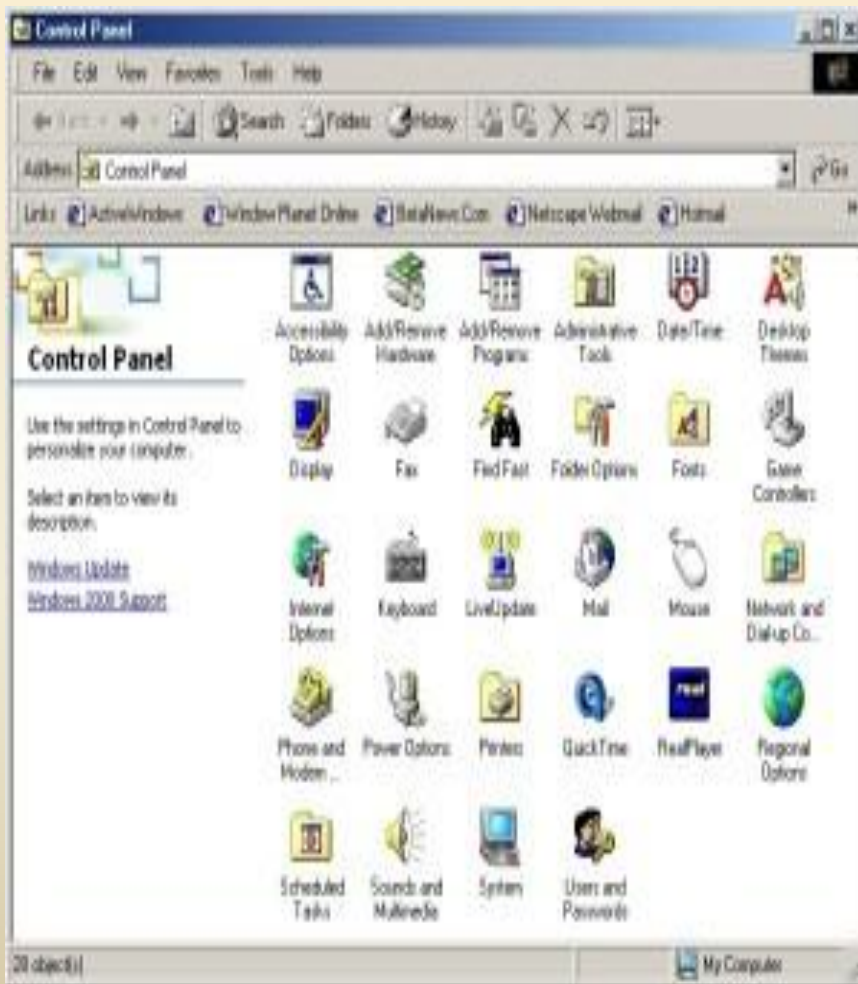 Control Panel
File Edit View Favorites Tools Help
Search Folders History
Address Control Panel Go
Links ActiveWindows Window Planet Online BetaNews.Com Netscape Webmail Hotmail »
Control Panel
Use the settings in Control Panel to
personalize your computer.
Select an item to view its
description.
Windows Update
Windows 2000 Support
Accessibility Options
Add/Remove Hardware
Add/Remove Programs
Administrative Tools
Date/Time
Desktop Themes
Display
Fax
Find Fast
Folder Options
Fonts
Game Controllers
Internet Options
Keyboard
LiveUpdate
Mail
Mouse
Network and Dial-up Co...
Phone and Modem ...
Power Options
Printers
QuickTime
real
RealPlayer
Regional Options
Scheduled Tasks
Sounds and Multimedia
System
Users and Passwords
28 object(s) My Computer